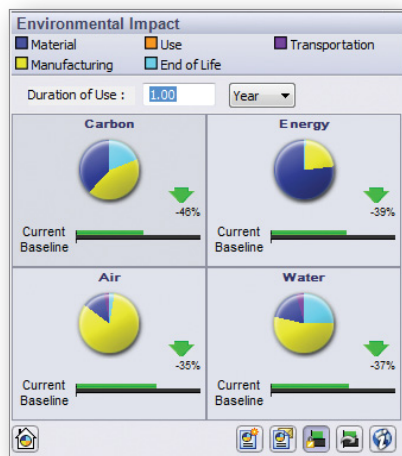 Environmental Impact
Material Use Transportation
Manufacturing End of Life
Duration of Use : 1.00 Year
Carbon Energy
-46% -39%
Current Current
Baseline Baseline
Air Water
-35% -37%
Current Current
Baseline Baseline